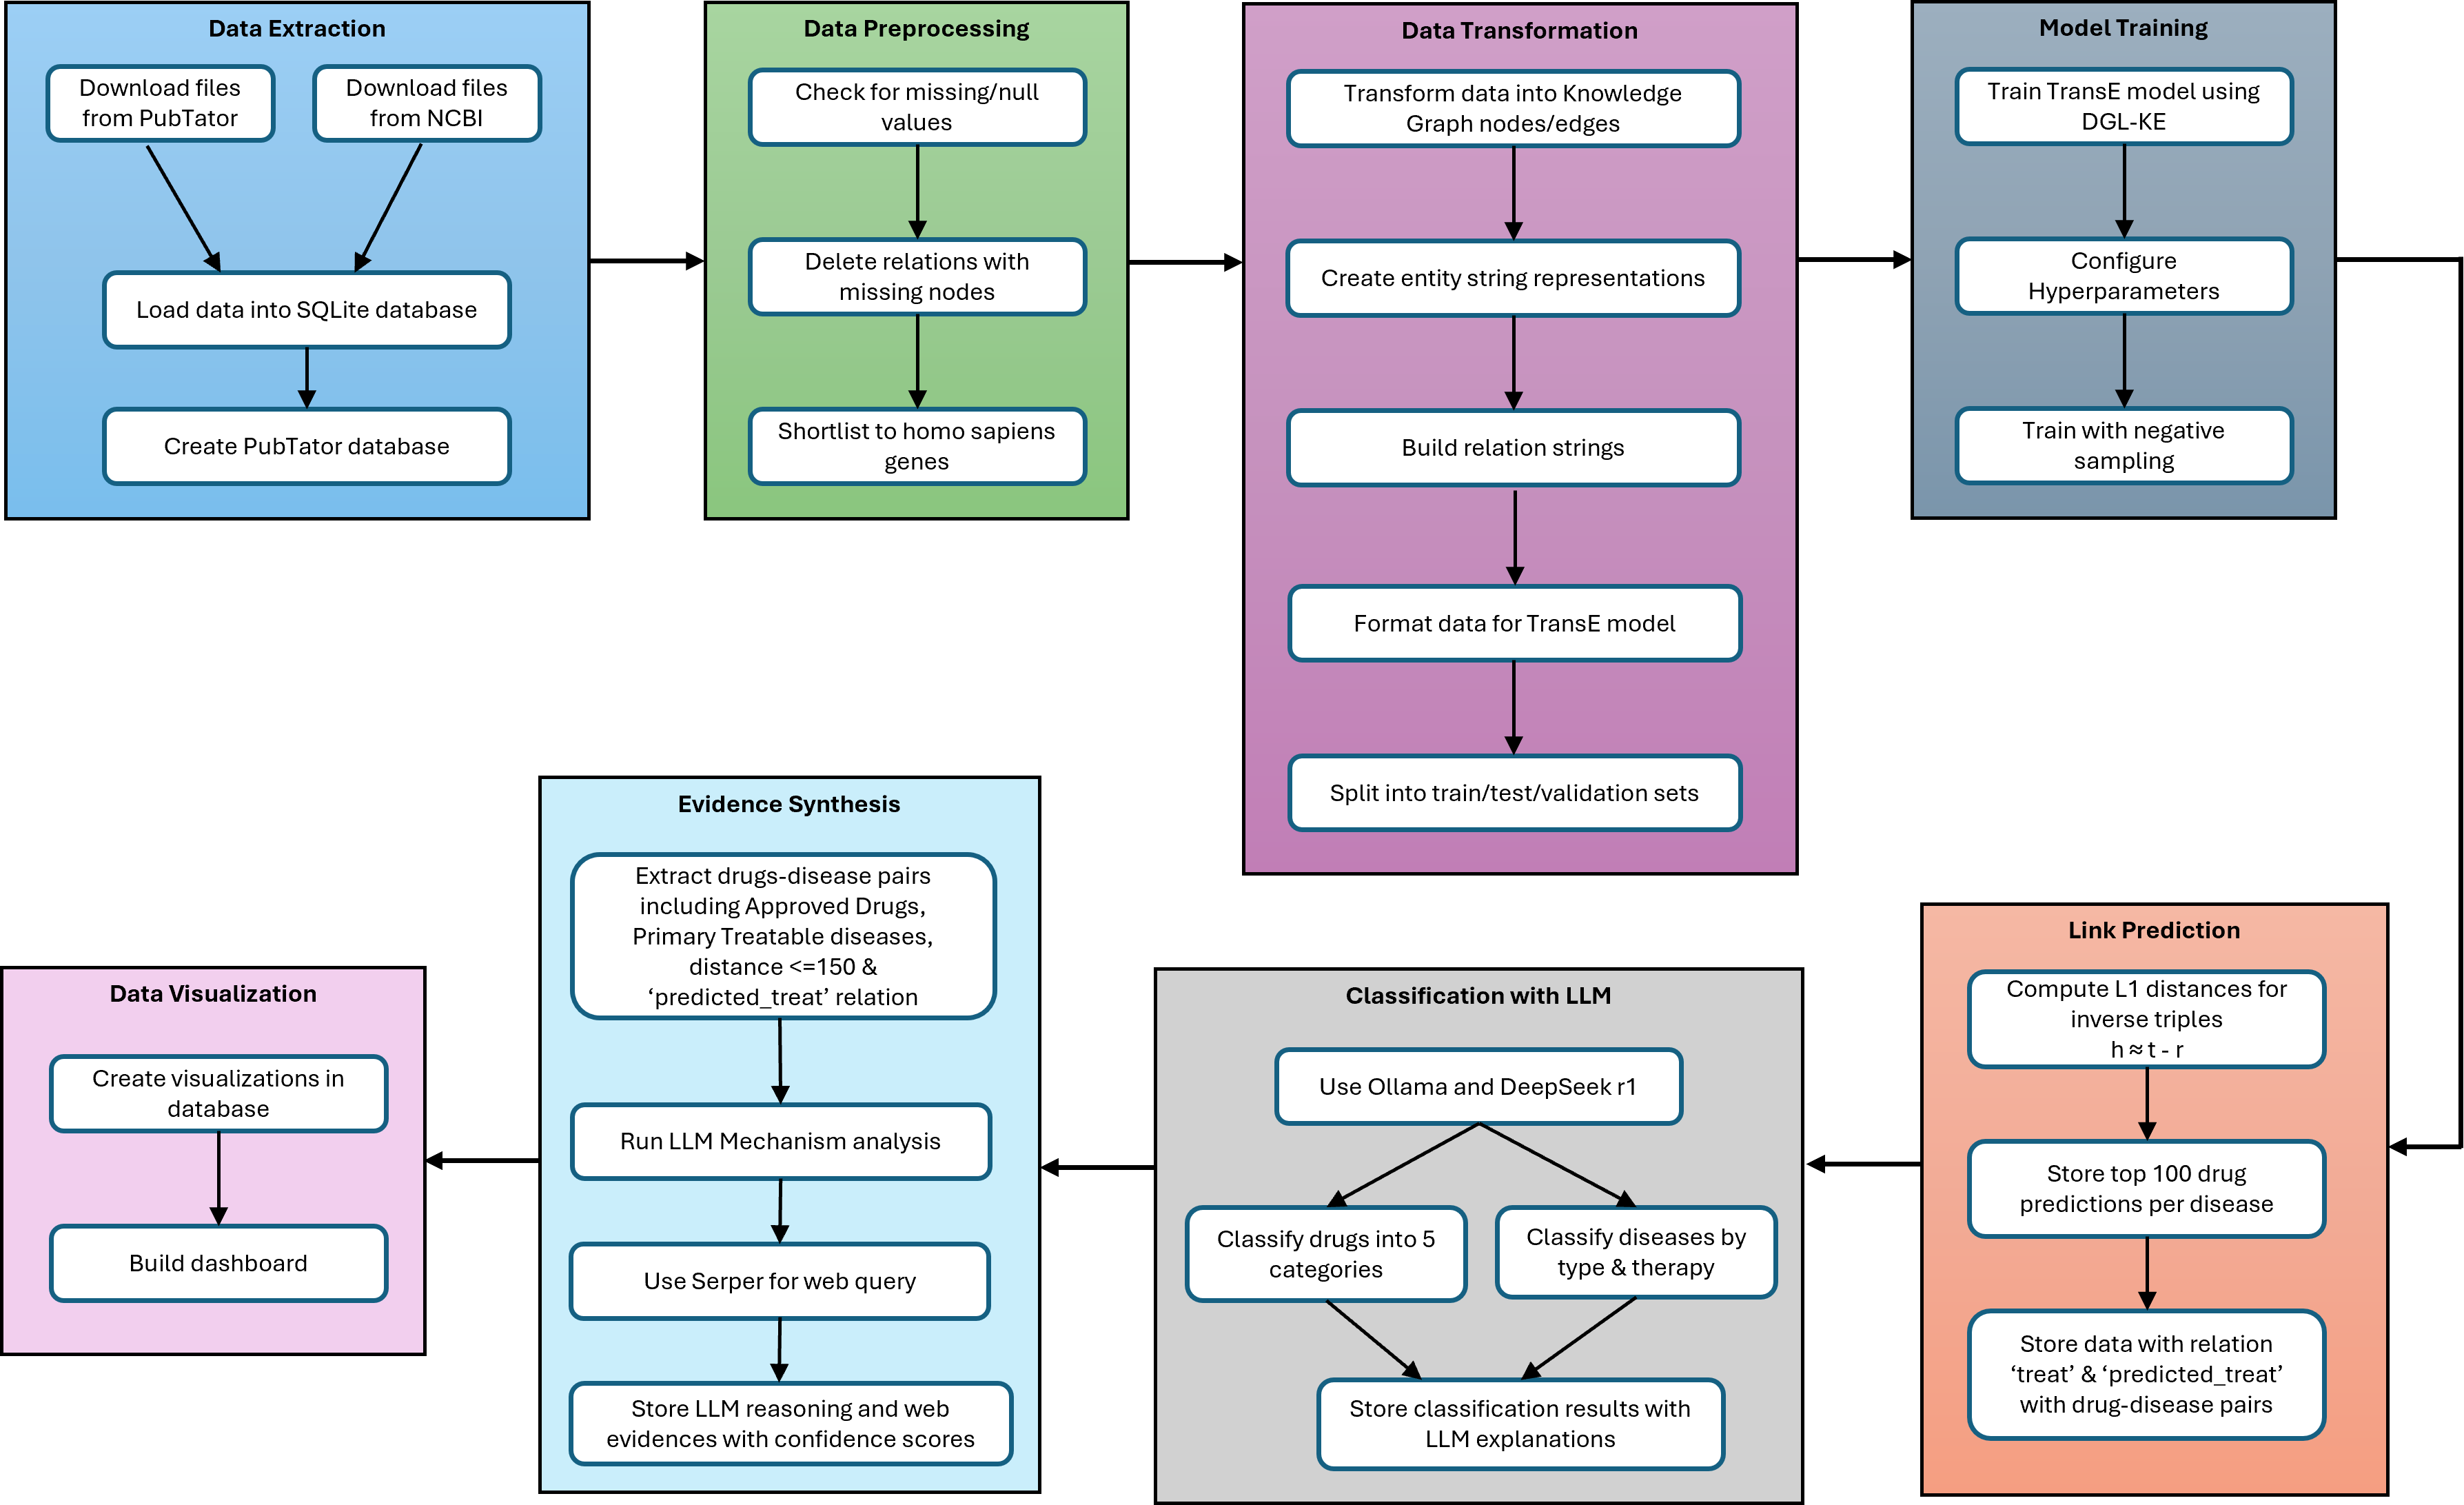 Data Extraction
Download files
from PubTator
Download files
from NCBI
Load data into SQLite database
Create PubTator database
Data Preprocessing
Check for missing/null
values
Delete relations with
missing nodes
Shortlist to homo sapiens
genes
Data Transformation
Transform data into Knowledge
Graph nodes/edges
Create entity string representations
Build relation strings
Format data for TransE model
Split into train/test/validation sets
Model Training
Train TransE model using
DGL-KE
Configure
Hyperparameters
Train with negative
sampling
Link Prediction
Compute L1 distances for
inverse triples
h ≈ t - r
Store top 100 drug
predictions per disease
Store data with relation
‘treat’ & ‘predicted_treat’
with drug-disease pairs
Classification with LLM
Use Ollama and DeepSeek r1
Classify drugs into 5
categories
Classify diseases by
type & therapy
Store classification results with
LLM explanations
Evidence Synthesis
Extract drugs-disease pairs
including Approved Drugs,
Primary Treatable diseases,
distance <=150 &
‘predicted_treat’ relation
Run LLM Mechanism analysis
Use Serper for web query
Store LLM reasoning and web
evidences with confidence scores
Data Visualization
Create visualizations in
database
Build dashboard